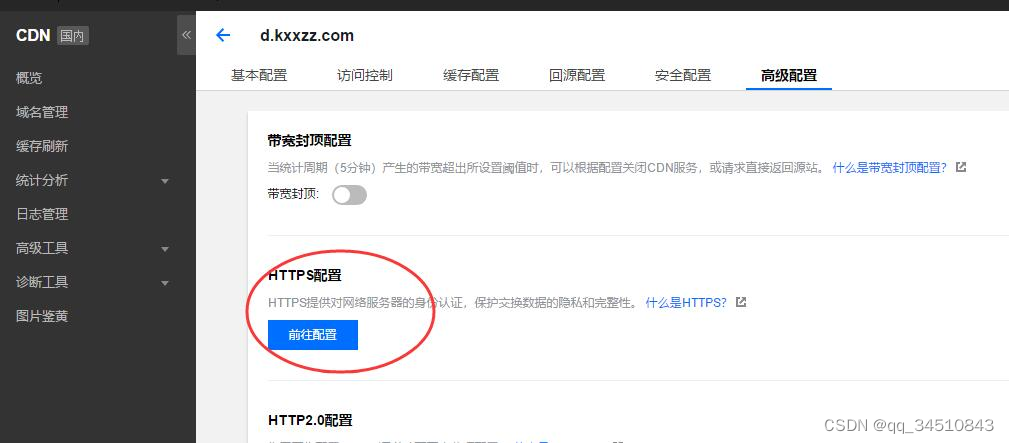 CDN 国内
«
d.kxxzz.com
概览
域名管理
缓存刷新
统计分析
日志管理
高级工具
诊断工具
图片鉴黄
基本配置 访问控制 缓存配置 回源配置 安全配置 高级配置
带宽封顶配置
当统计周期（5分钟）产生的带宽超出所设置阈值时，可以根据配置关闭CDN服务，或请求直接返回源站。 什么是带宽封顶配置？
带宽封顶:
HTTPS配置
HTTPS提供对网络服务器的身份认证，保护交换数据的隐私和完整性。 什么是HTTPS？
前往配置
HTTP2.0配置
CSDN @qq_34510843